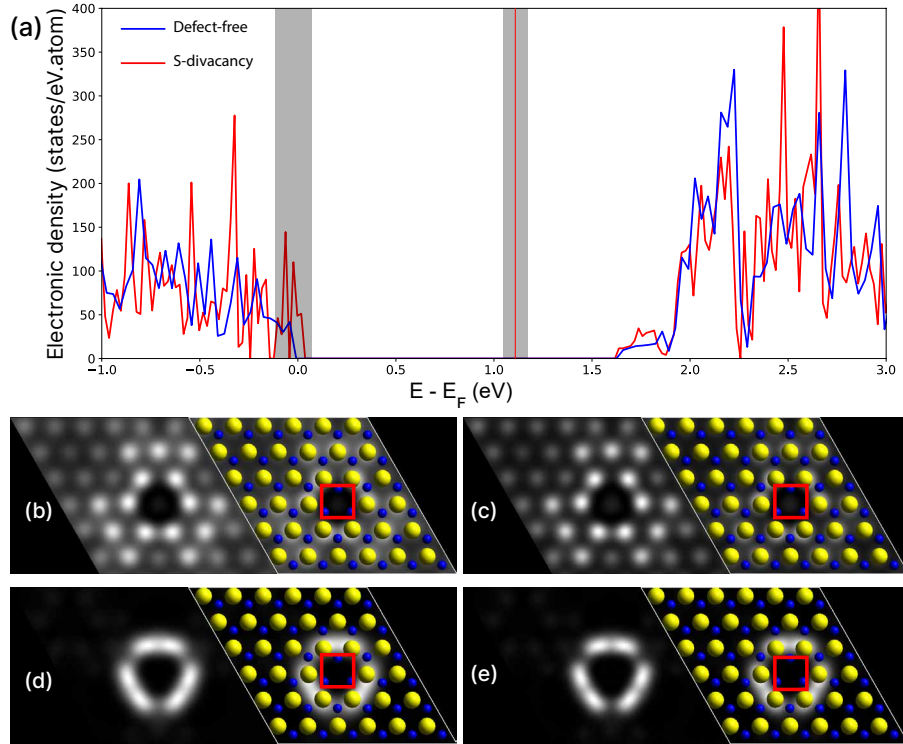 (a)
Electronic density (states/eV.atom)
400
350
300
250
200
150
100
50
0
Defect-free
S-divacancy
−1.0 −0.5 0.0 0.5 1.0 1.5 2.0 2.5 3.0
E - E_F (eV)
(b) (c)
(d) (e)